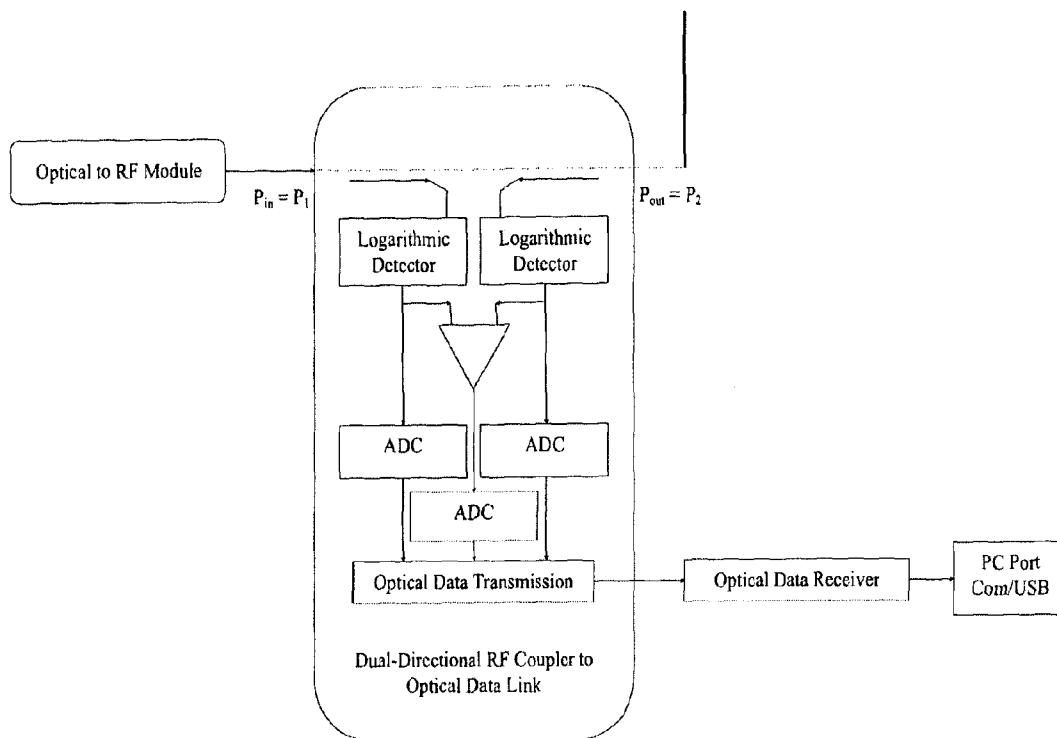 Optical to RF Module
P_in = P_1
P_out = P_2
Logarithmic
Detector
Logarithmic
Detector
ADC
ADC
ADC
Optical Data Transmission
Optical Data Receiver
PC Port
Com/USB
Dual-Directional RF Coupler to
Optical Data Link